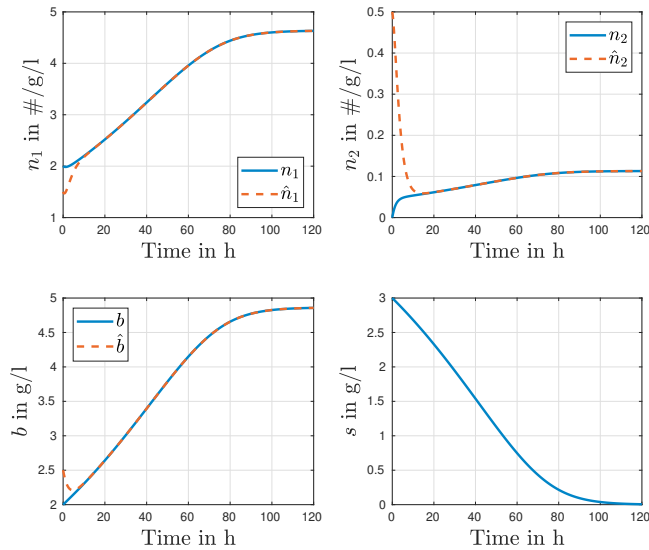 5
4
3
2
1
0 20 40 60 80 100 120
n₁ in #/g/l
Time in h
n₁
n̂₁
0.5
0.4
0.3
0.2
0.1
0
0 20 40 60 80 100 120
n₂ in #/g/l
Time in h
n₂
n̂₂
5
4.5
4
3.5
3
2.5
2
0 20 40 60 80 100 120
b in g/l
Time in h
b
b̂
3
2.5
2
1.5
1
0.5
0
0 20 40 60 80 100 120
s in g/l
Time in h